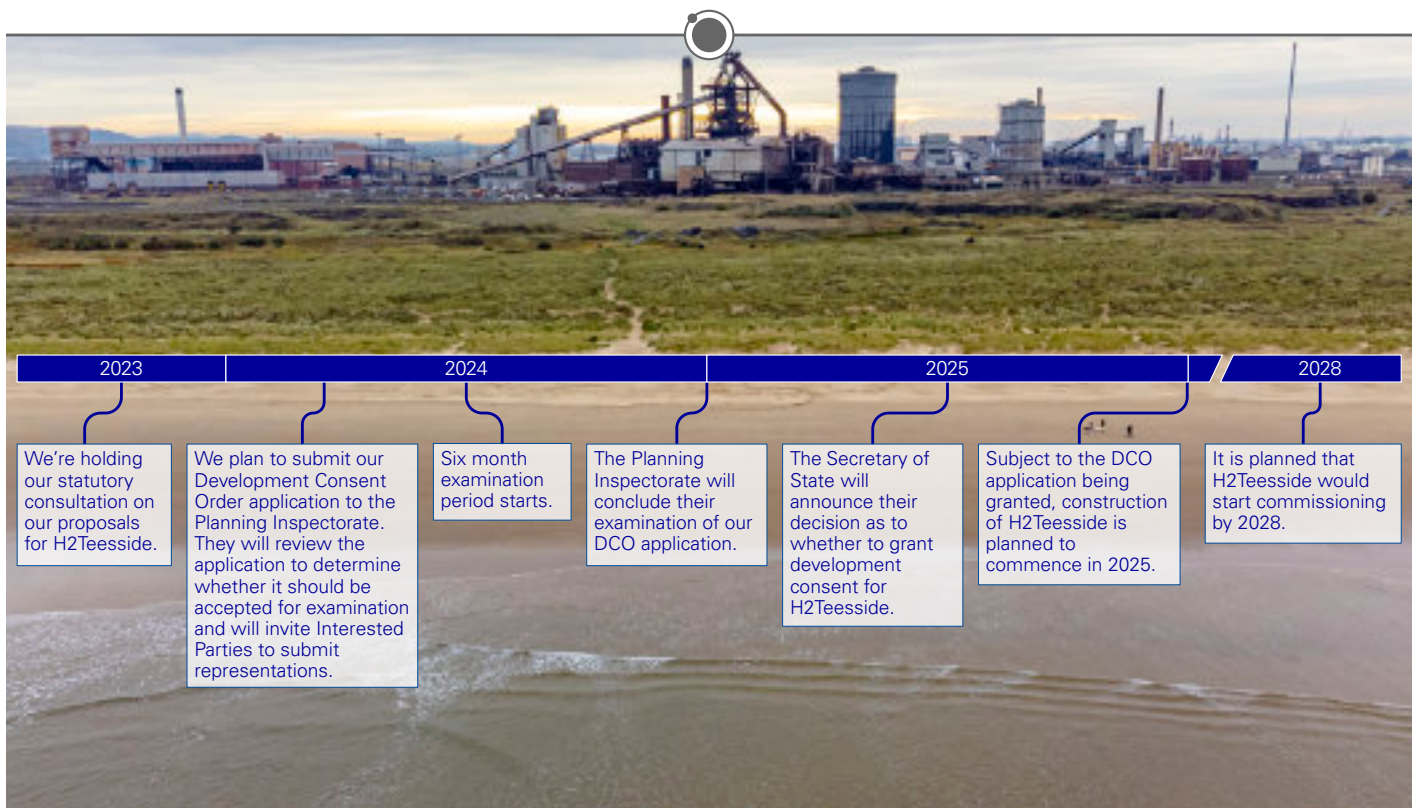 2023
2024
2025
2028
We're holding
our statutory
consultation on
our proposals
for H2Teesside.
We plan to submit our
Development Consent
Order application to the
Planning Inspectorate.
They will review the
application to determine
whether it should be
accepted for examination
and will invite Interested
Parties to submit
representations.
Six month
examination
period starts.
The Planning
Inspectorate will
conclude their
examination of our
DCO application.
The Secretary of
State will
announce their
decision as to
whether to grant
development
consent for
H2Teesside.
Subject to the DCO
application being
granted, construction
of H2Teesside is
planned to
commence in 2025.
It is planned that
H2Teesside would
start commissioning
by 2028.